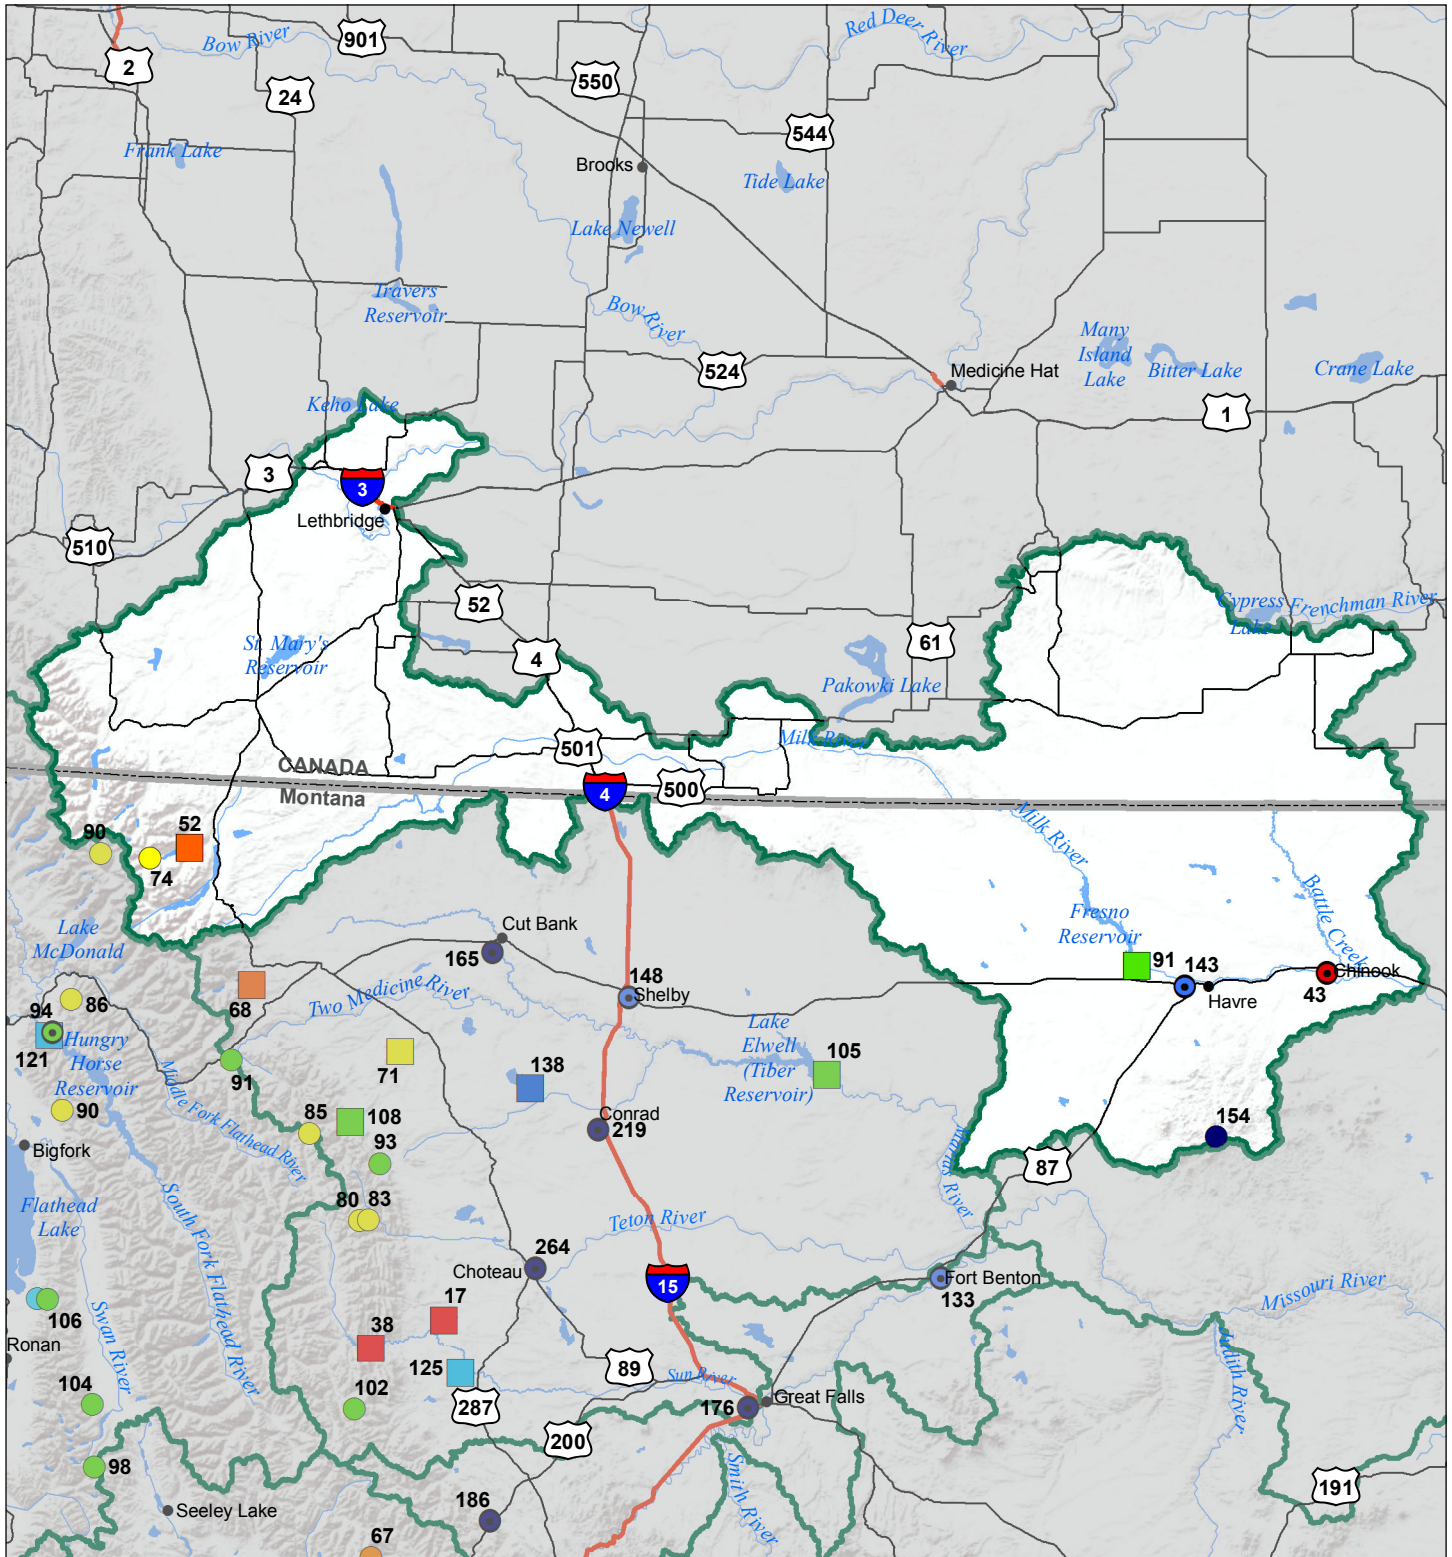 Bow River
901
Red Deer River
2
24
550
544
Frank Lake
Brooks
Tide Lake
Lake Newell
Travers
Reservoir
Bow River
Many
Island
Lake
524
Medicine Hat
Bitter Lake
Crane Lake
Keho Lake
1
3
3
Lethbridge
510
52
Cypress
Lake
Frenchman River
St. Mary's
Reservoir
4
61
Pakowki Lake
501
Milk River
CANADA
Montana
4
500
90
52
74
Milk River
Battle Creek
Lake
McDonald
Cut Bank
165
Fresno
Reservoir
91
143
Chinook
43
Havre
148
Shelby
68
Two Medicine River
86
94
121
Hungry
Horse
Reservoir
91
71
138
Lake
Elwell
(Tiber
Reservoir)
105
Middle Fork Flathead River
90
85
108
93
Conrad
219
154
Bigfork
87
Marias River
80
83
Flathead
Lake
South Fork Flathead River
Teton River
264
Choteau
15
Fort Benton
133
Missouri River
106
Swan River
Ronan
17
38
125
89
Sun River
Judith River
104
102
287
176
Great Falls
200
98
Smith River
191
Seeley Lake
186
67